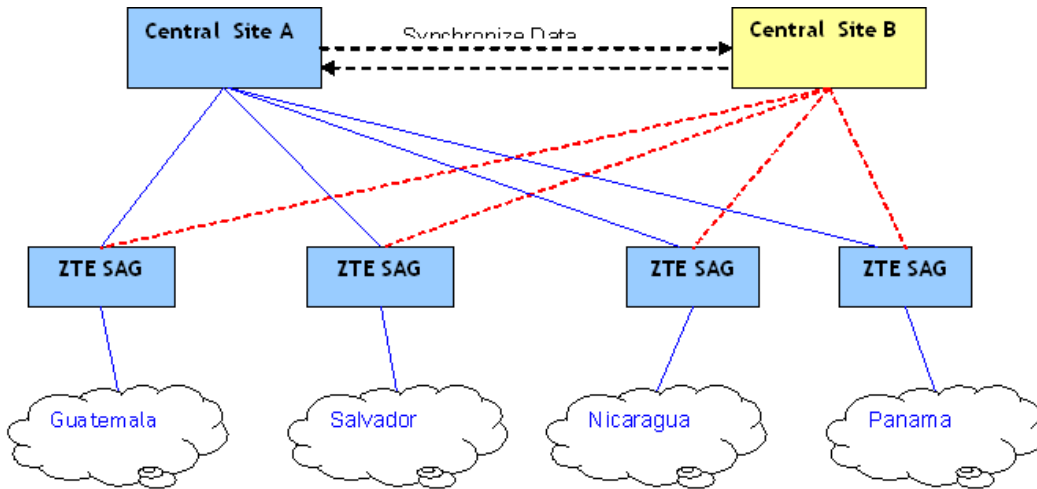 Central Site A
Synchronize Data
Central Site B
ZTE SAG
ZTE SAG
ZTE SAG
ZTE SAG
Guatemala
Salvador
Nicaragua
Panama